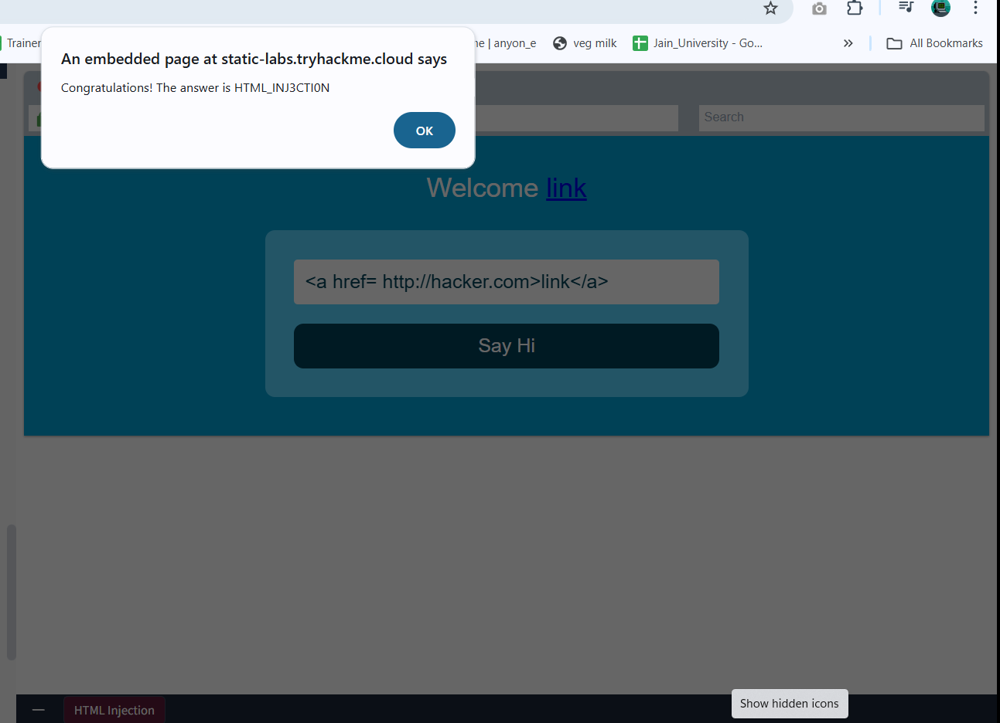 Trainer
ne | anyon_e
veg milk
Jain_University - Go...
All Bookmarks
An embedded page at static-labs.tryhackme.cloud says
Congratulations! The answer is HTML_INJ3CTI0N
OK
Search
Welcome link
<a href= http://hacker.com>link</a>
Say Hi
HTML Injection
Show hidden icons